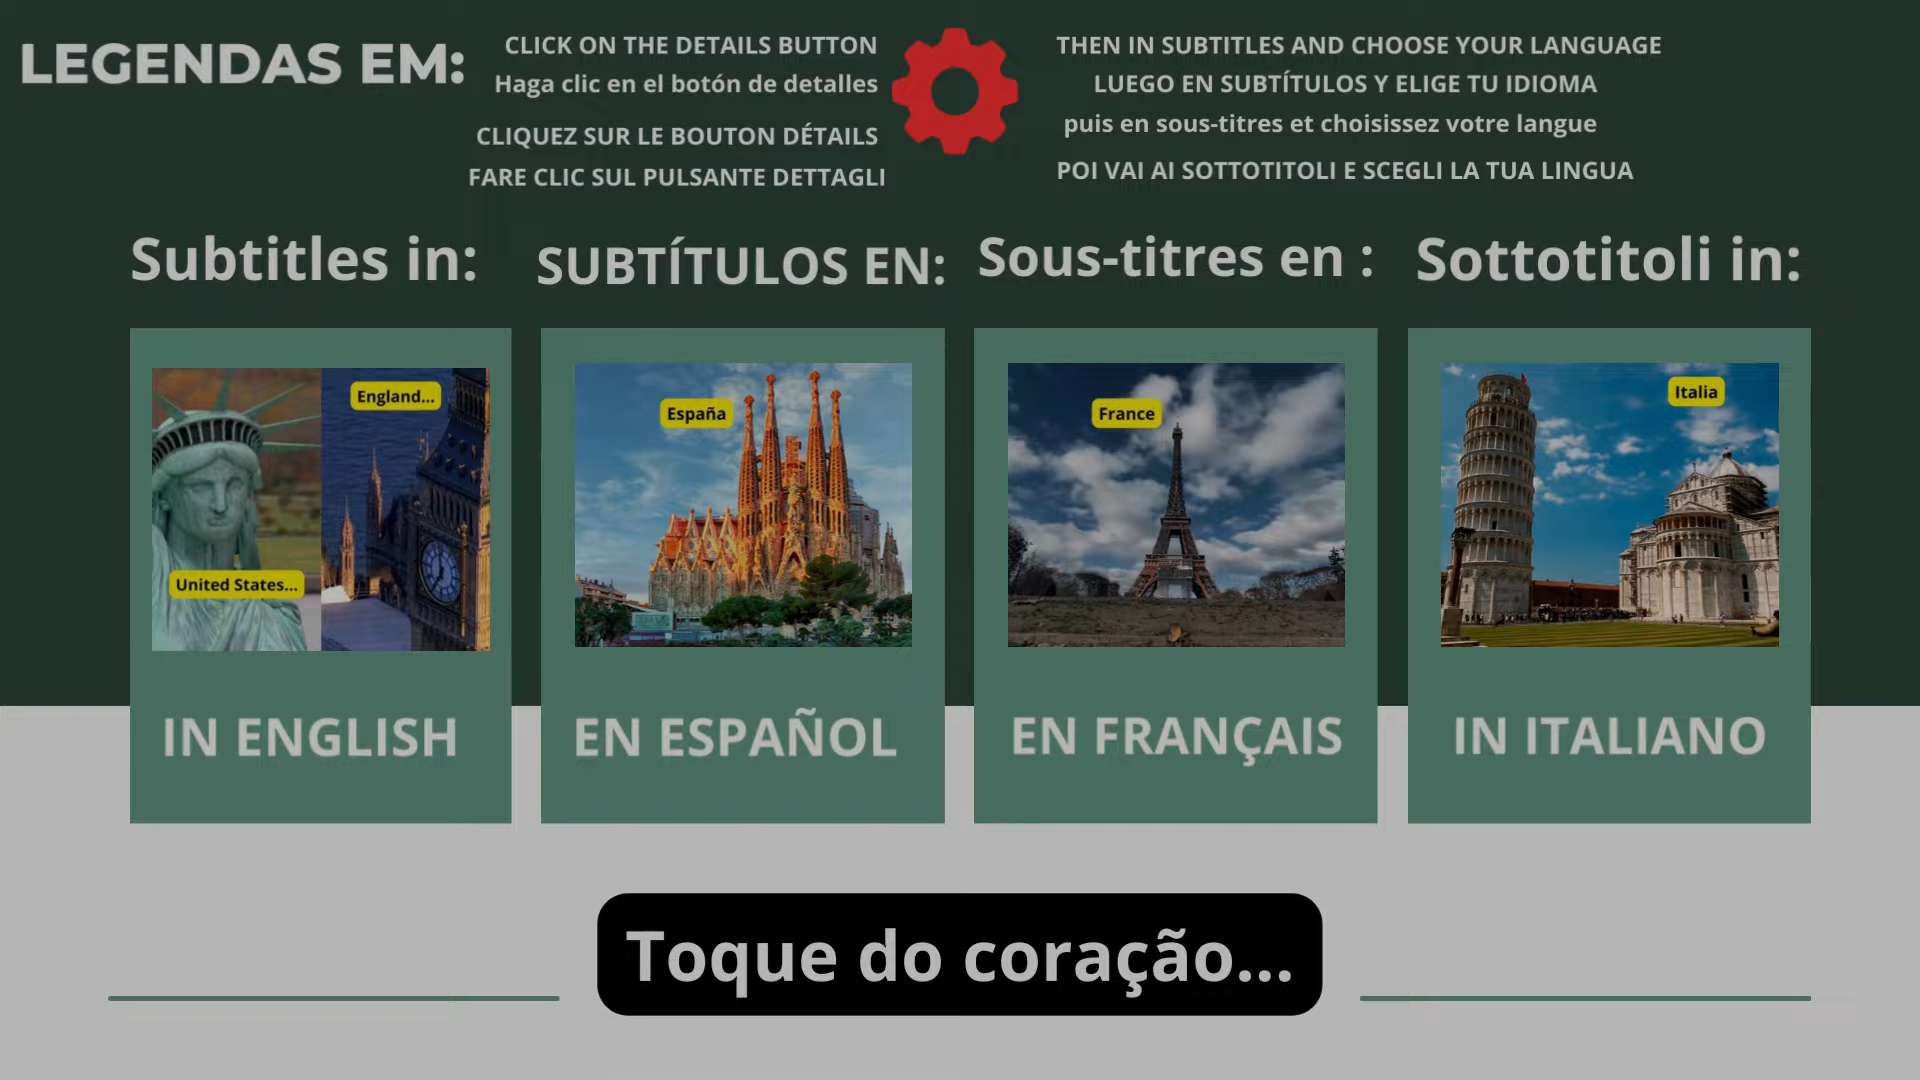 LEGENDAS EM:
CLICK ON THE DETAILS BUTTON
Haga clic en el botón de detalles
CLIQUEZ SUR LE BOUTON DÉTAILS
FARE CLIC SUL PULSANTE DETTAGLI
THEN IN SUBTITLES AND CHOOSE YOUR LANGUAGE
LUEGO EN SUBTÍTULOS Y ELIGE TU IDIOMA
puis en sous-titres et choisissez votre langue
POI VAI AI SOTTOTITOLI E SCEGLI LA TUA LINGUA
Subtitles in:
SUBTÍTULOS EN:
Sous-titres en :
Sottotitoli in:
England...
United States...
España
France
Italia
IN ENGLISH
EN ESPAÑOL
EN FRANÇAIS
IN ITALIANO
Toque do coração...